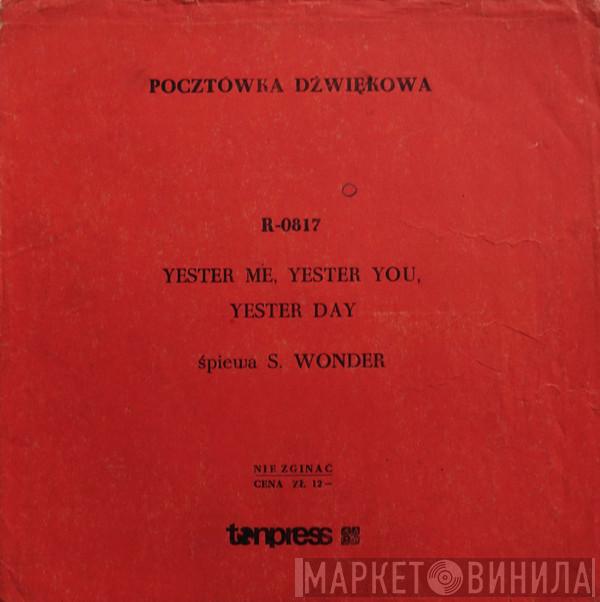 POCZTÓWKA DŹWIĘKOWA
R-0817
YESTER ME, YESTER YOU,
YESTER DAY
śpiewa S. WONDER
NIE ZGINAĆ
CENA ZŁ 12—
tonpress
МАРКЕТ ВИНИЛА